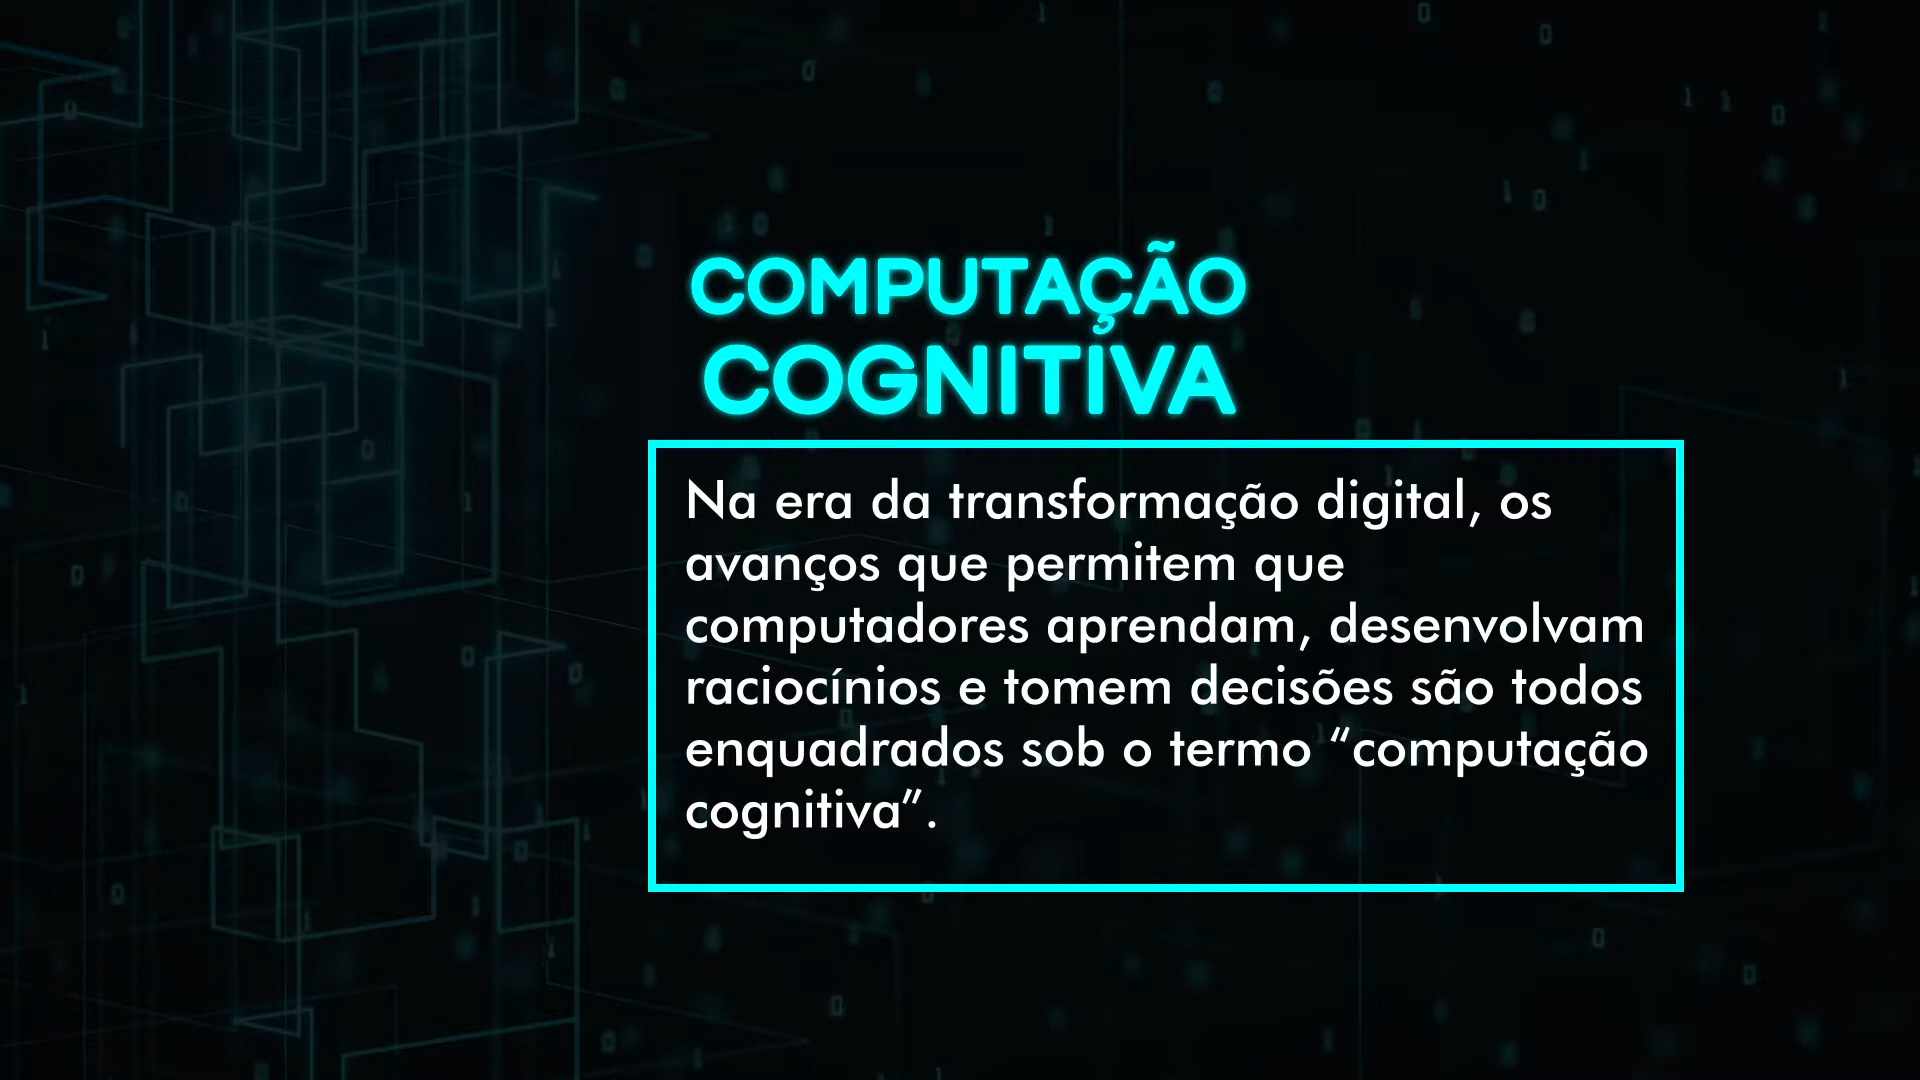 COMPUTAÇÃO
COGNITIVA
Na era da transformação digital, os
avanços que permitem que
computadores aprendam, desenvolvam
raciocínios e tomem decisões são todos
enquadrados sob o termo “computação
cognitiva”.